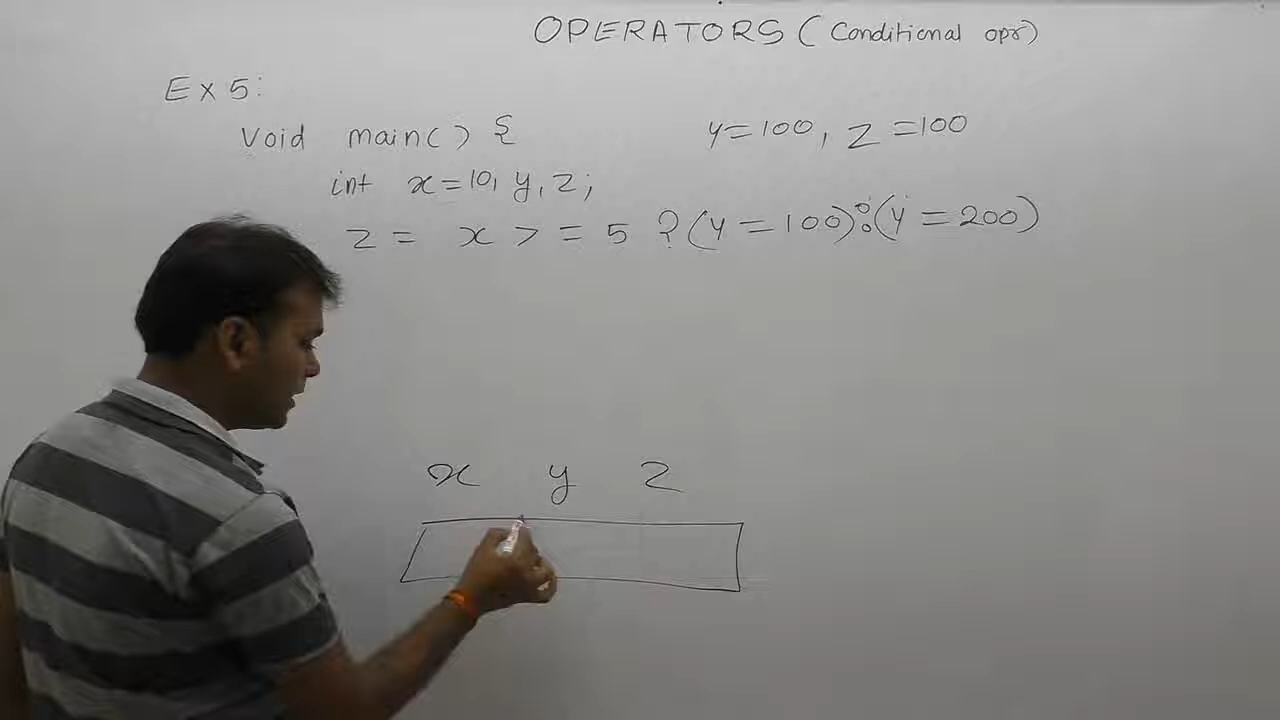 OPERATORS (Conditional opr)
Ex 5:
Void main() {
y=100, z=100
int x=10, y, z;
z = x >= 5 ? (y = 100):(y = 200)
x y z